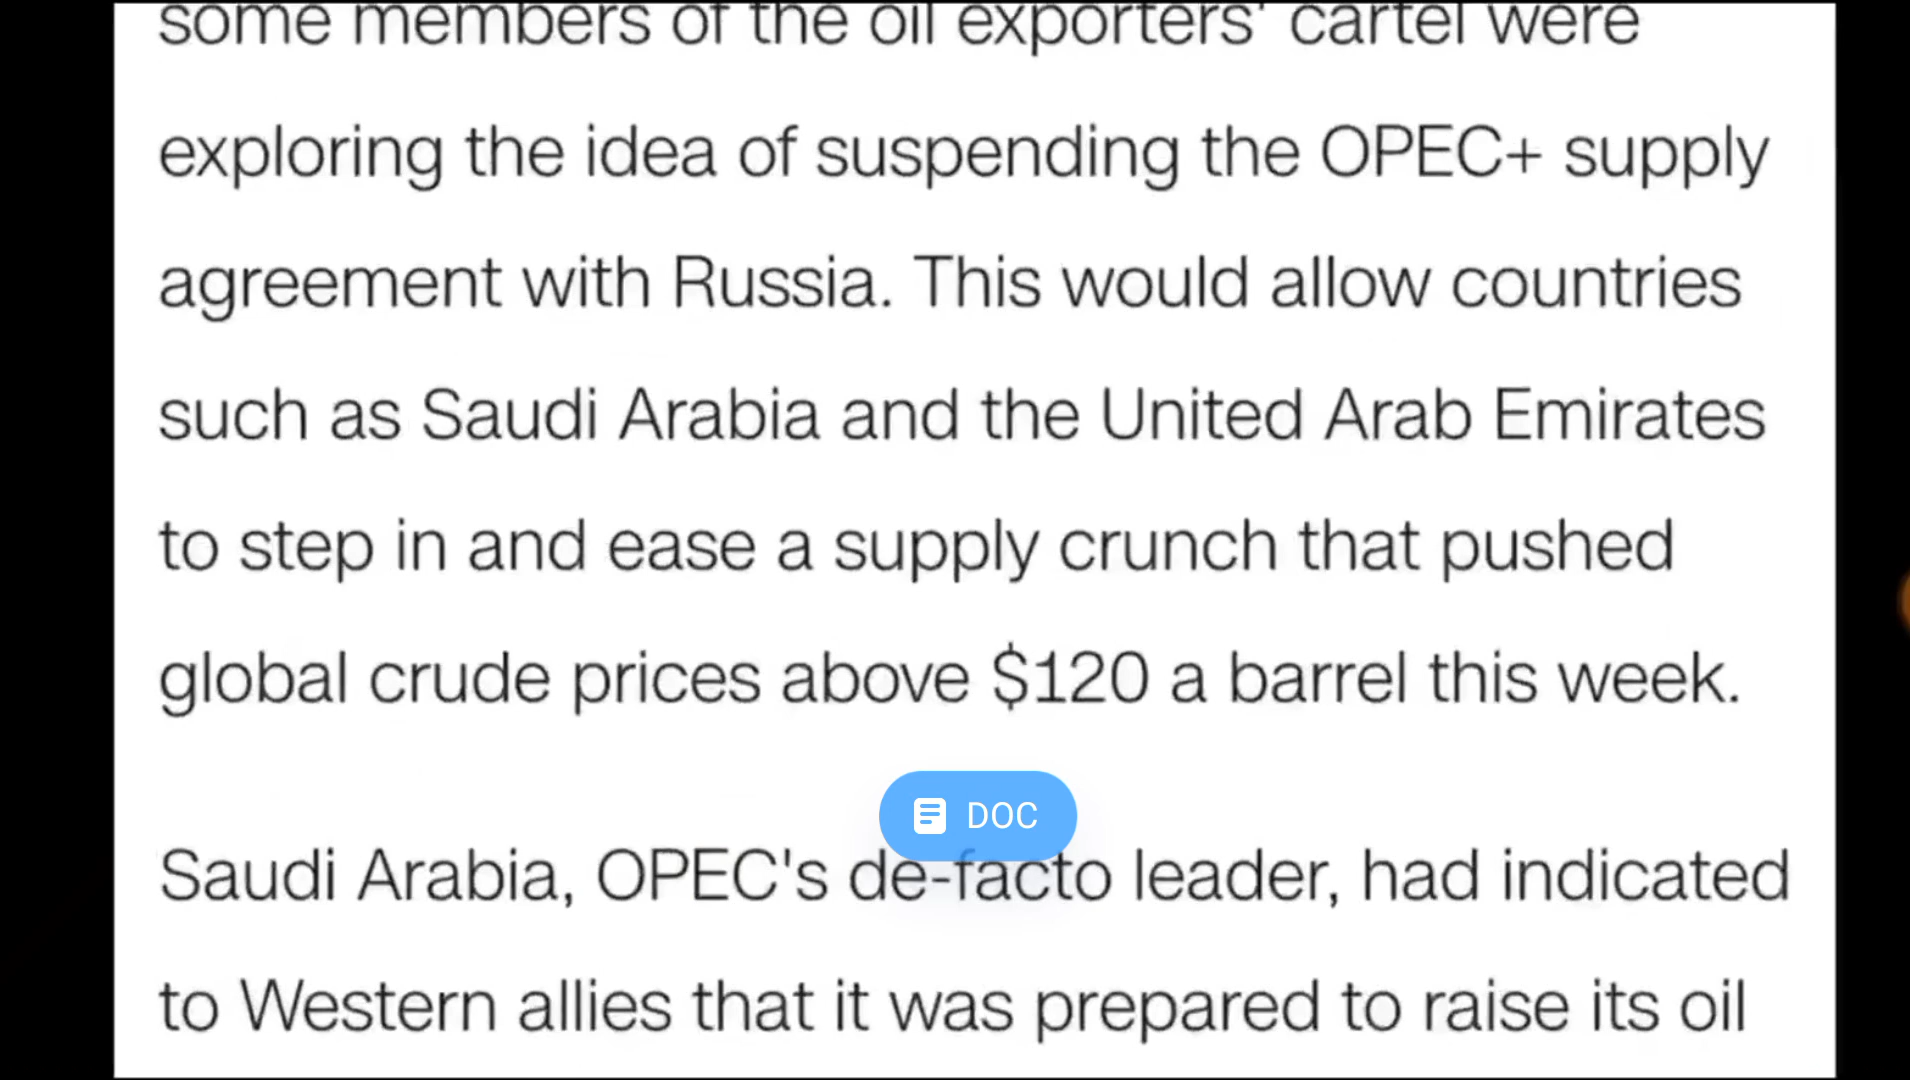 some members of the oil exporters' cartel were
exploring the idea of suspending the OPEC+ supply
agreement with Russia. This would allow countries
such as Saudi Arabia and the United Arab Emirates
to step in and ease a supply crunch that pushed
global crude prices above $120 a barrel this week.
DOC
Saudi Arabia, OPEC's de-facto leader, had indicated
to Western allies that it was prepared to raise its oil